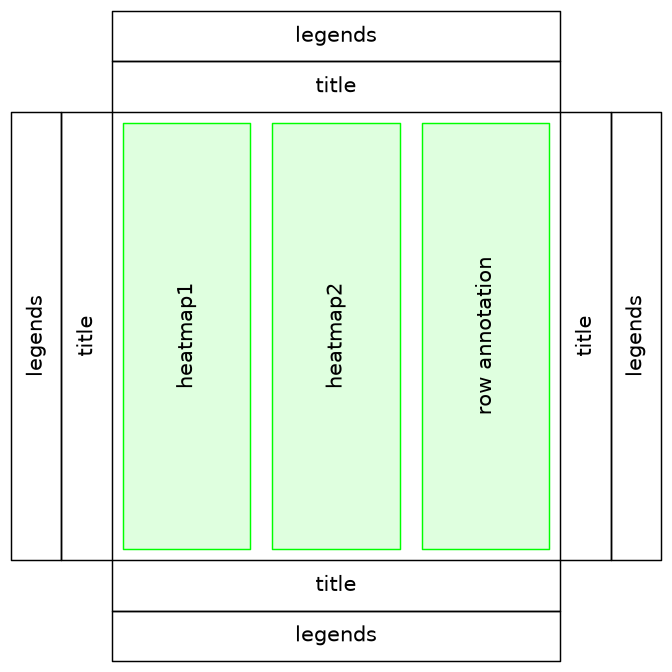 legends
title
legends
title
heatmap1
heatmap2
row annotation
title
legends
title
legends